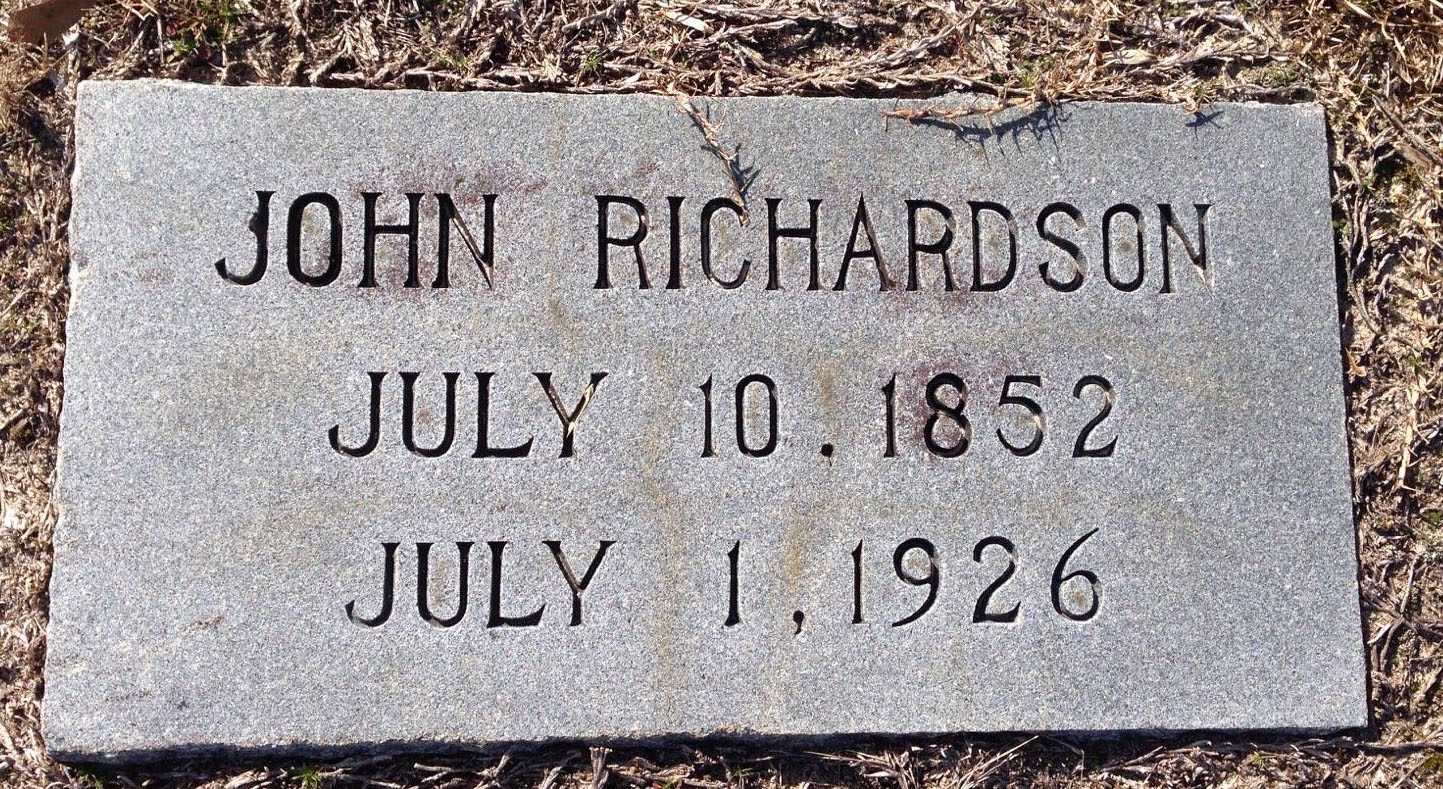 JOHN RICHARDSON
JULY 10. 1852
JULY 1, 1926